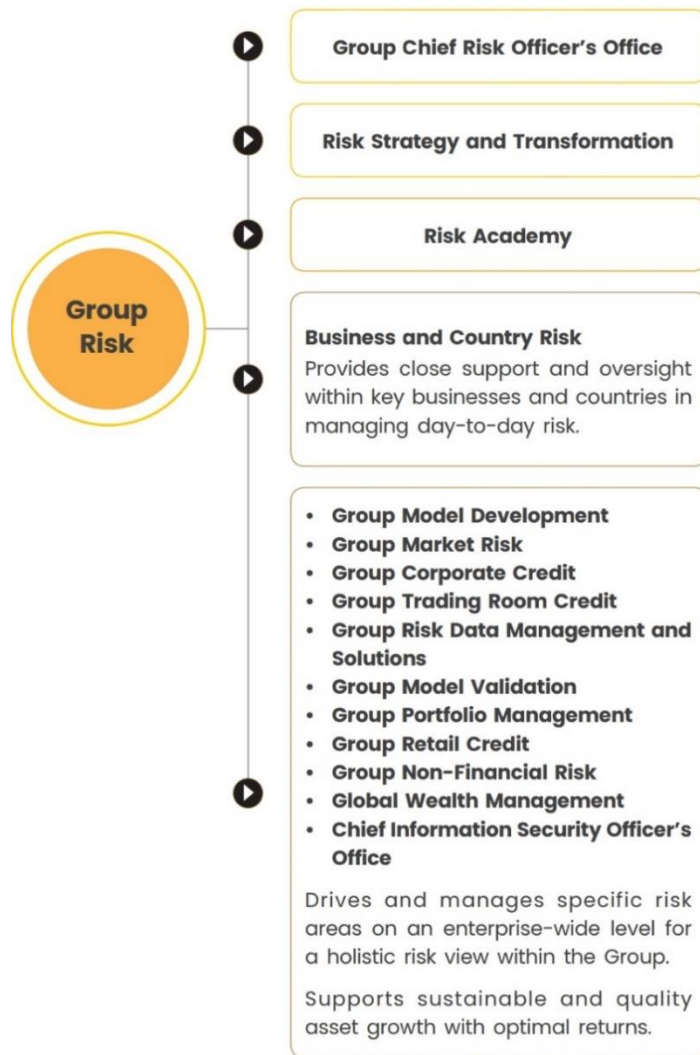 Group Chief Risk Officer’s Office
Risk Strategy and Transformation
Risk Academy
Group
Risk
Business and Country Risk
Provides close support and oversight
within key businesses and countries in
managing day-to-day risk.
• Group Model Development
• Group Market Risk
• Group Corporate Credit
• Group Trading Room Credit
• Group Risk Data Management and
Solutions
• Group Model Validation
• Group Portfolio Management
• Group Retail Credit
• Group Non-Financial Risk
• Global Wealth Management
• Chief Information Security Officer’s
Office
Drives and manages specific risk
areas on an enterprise-wide level for
a holistic risk view within the Group.
Supports sustainable and quality
asset growth with optimal returns.